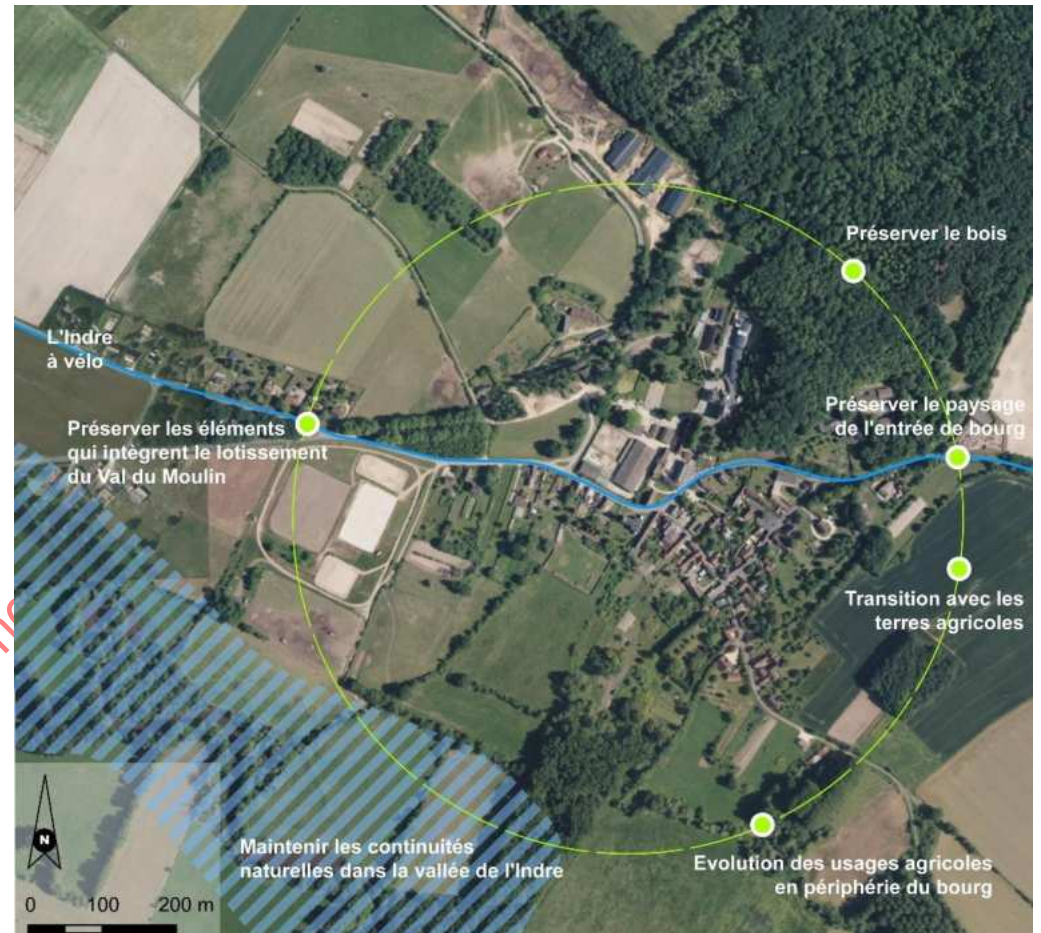 Préserver le bois
L'Indre
à vélo
Préserver le paysage
de l'entrée de bourg
Préserver les éléments
qui intègrent le lotissement
du Val du Moulin
Transition avec les
terres agricoles
Maintenir les continuités
naturelles dans la vallée de l'Indre
Evolution des usages agricoles
en périphérie du bourg
N
0 100 200 m